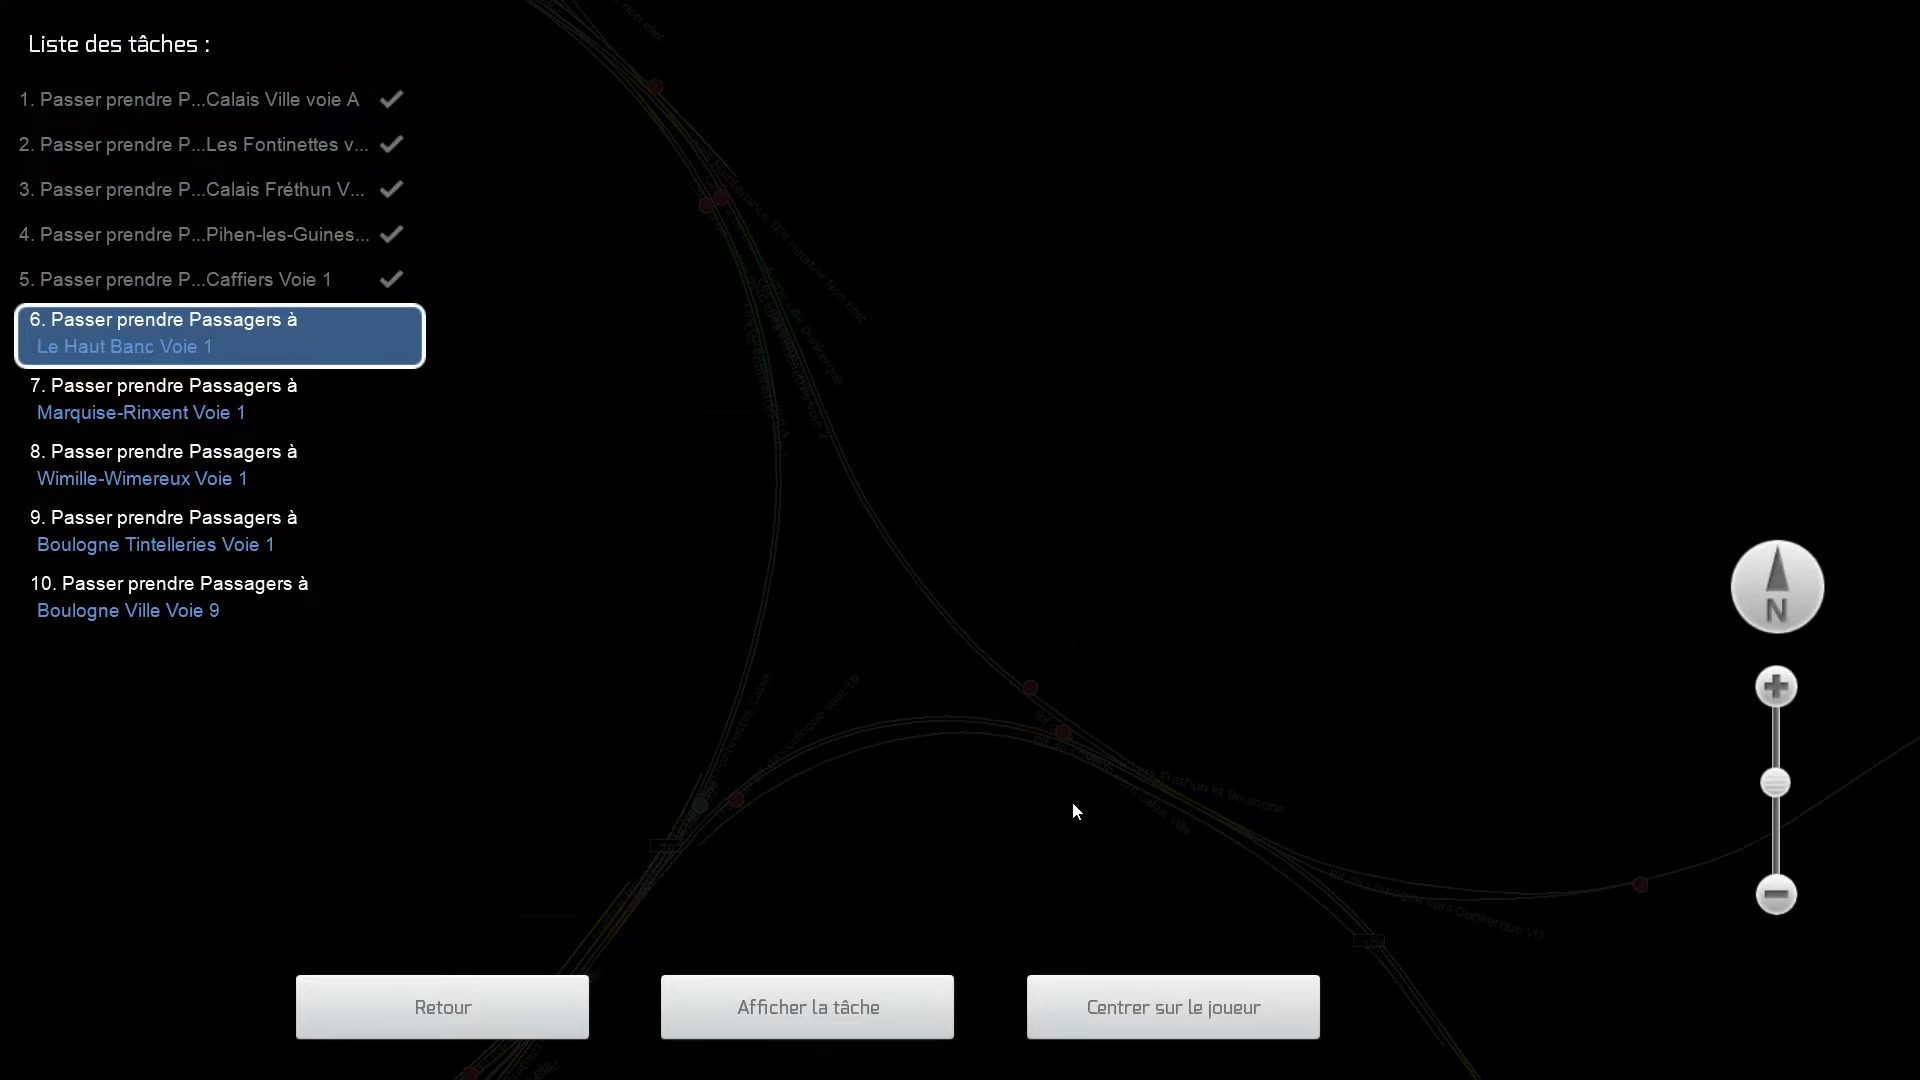 Liste des tâches :
1. Passer prendre P...Calais Ville voie A
2. Passer prendre P...Les Fontinettes v...
3. Passer prendre P...Calais Fréthun V...
4. Passer prendre P...Pihen-les-Guines...
5. Passer prendre P...Caffiers Voie 1
6. Passer prendre Passagers à
Le Haut Banc Voie 1
7. Passer prendre Passagers à
Marquise-Rinxent Voie 1
8. Passer prendre Passagers à
Wimille-Wimereux Voie 1
9. Passer prendre Passagers à
Boulogne Tintelleries Voie 1
10. Passer prendre Passagers à
Boulogne Ville Voie 9
N
Retour
Afficher la tâche
Centrer sur le joueur